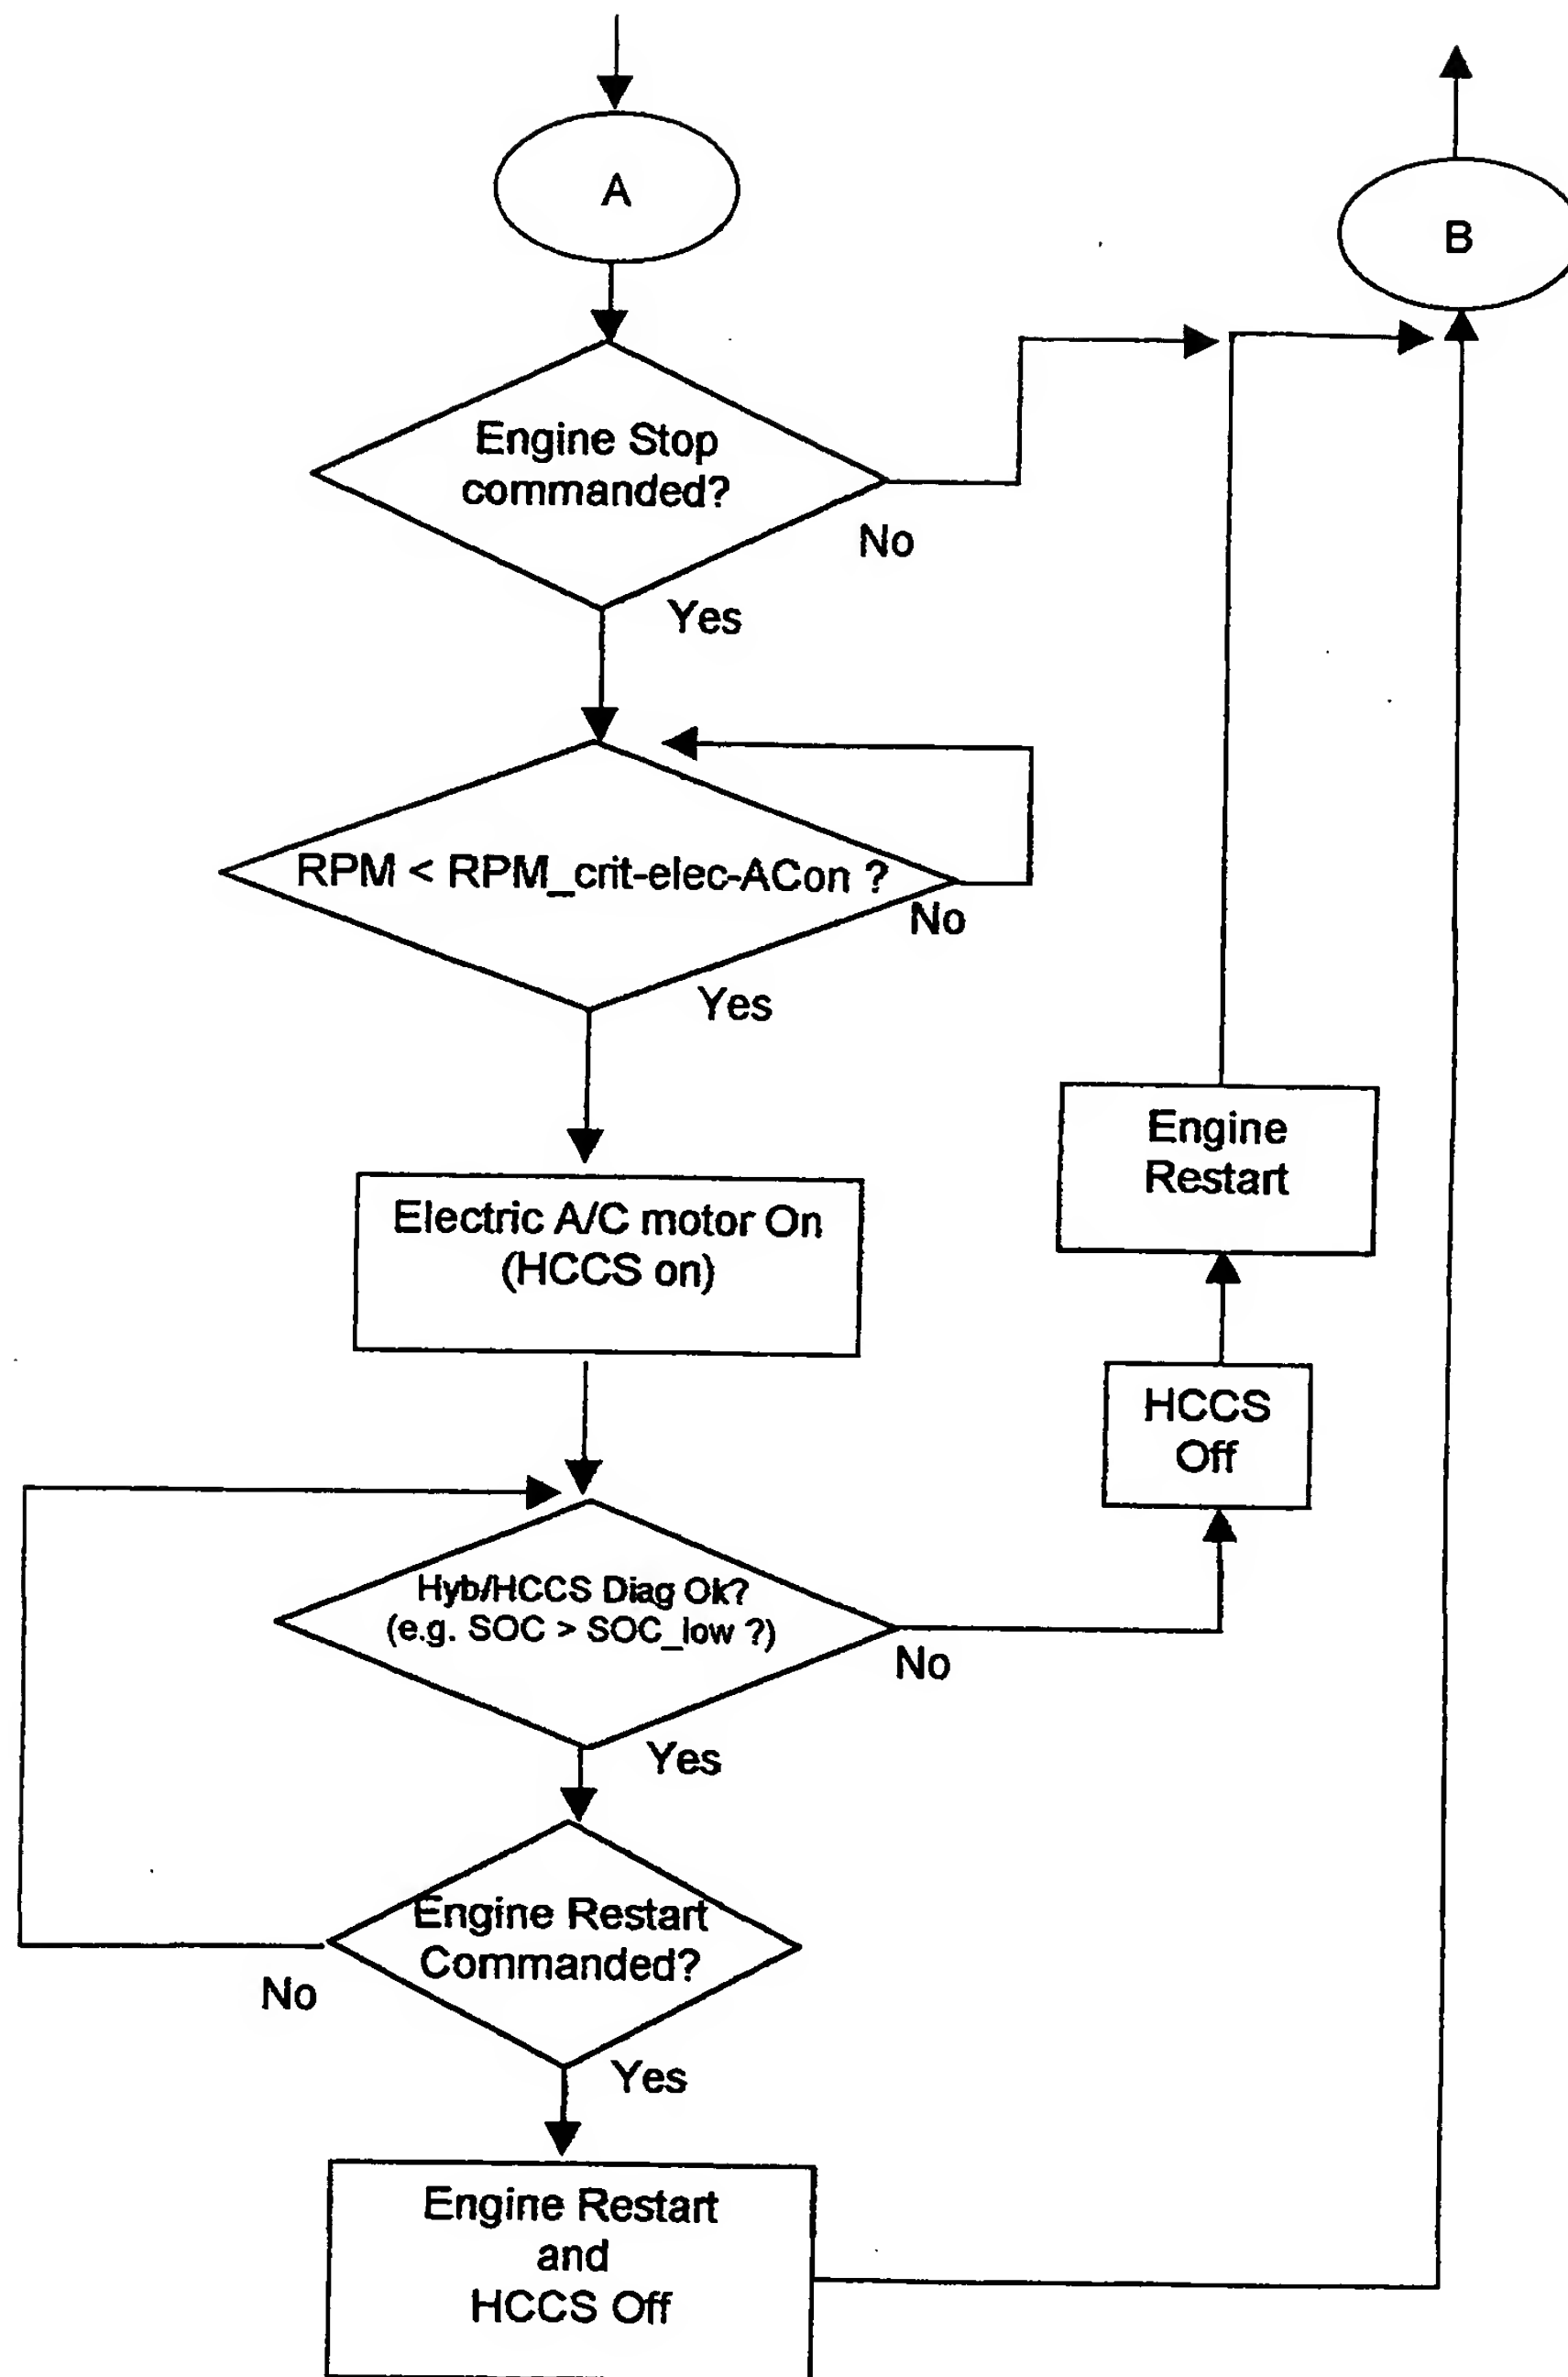 A
B
Engine Stop
commanded?
No
Yes
RPM < RPM_crit-elec-ACon ?
No
Yes
Engine
Restart
Electric A/C motor On
(HCCS on)
HCCS
Off
Hyb/HCCS Diag Ok?
(e.g. SOC > SOC_low ?)
No
Yes
Engine Restart
Commanded?
No
Yes
Engine Restart
and
HCCS Off